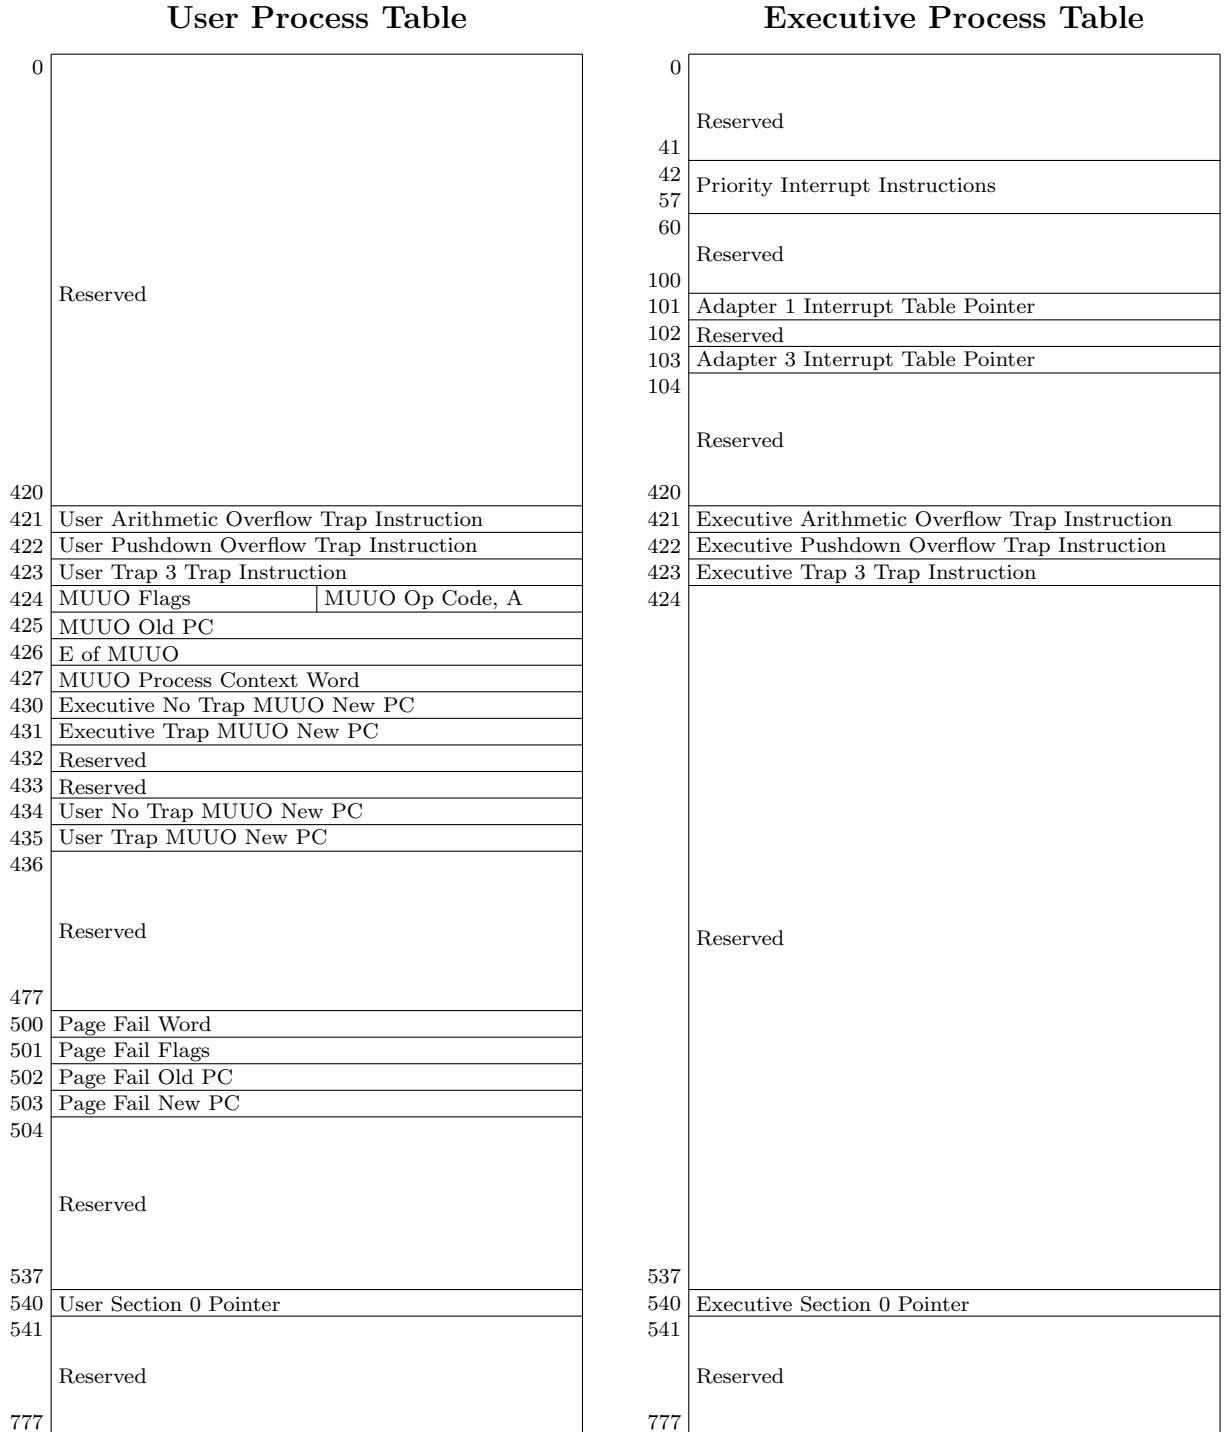 User Process Table
0
Reserved
420
421 User Arithmetic Overflow Trap Instruction
422 User Pushdown Overflow Trap Instruction
423 User Trap 3 Trap Instruction
424 MUUO Flags MUUO Op Code, A
425 MUUO Old PC
426 E of MUUO
427 MUUO Process Context Word
430 Executive No Trap MUUO New PC
431 Executive Trap MUUO New PC
432 Reserved
433 Reserved
434 User No Trap MUUO New PC
435 User Trap MUUO New PC
436
Reserved
477
500 Page Fail Word
501 Page Fail Flags
502 Page Fail Old PC
503 Page Fail New PC
504
Reserved
537
540 User Section 0 Pointer
541
Reserved
777
Executive Process Table
0
Reserved
41
42
Priority Interrupt Instructions
57
60
Reserved
100
101 Adapter 1 Interrupt Table Pointer
102 Reserved
103 Adapter 3 Interrupt Table Pointer
104
Reserved
420
421 Executive Arithmetic Overflow Trap Instruction
422 Executive Pushdown Overflow Trap Instruction
423 Executive Trap 3 Trap Instruction
424
Reserved
537
540 Executive Section 0 Pointer
541
Reserved
777